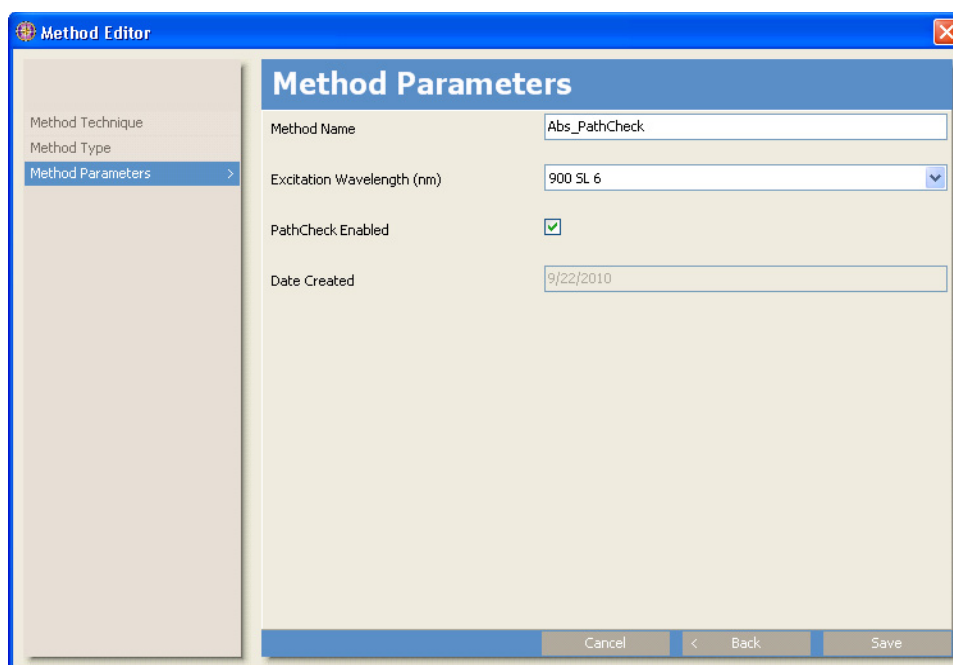 Method Editor
Method Parameters
Method Technique
Method Type
Method Parameters >
Method Name Abs_PathCheck
Excitation Wavelength (nm) 900 SL 6
PathCheck Enabled
Date Created 9/22/2010
Cancel < Back Save